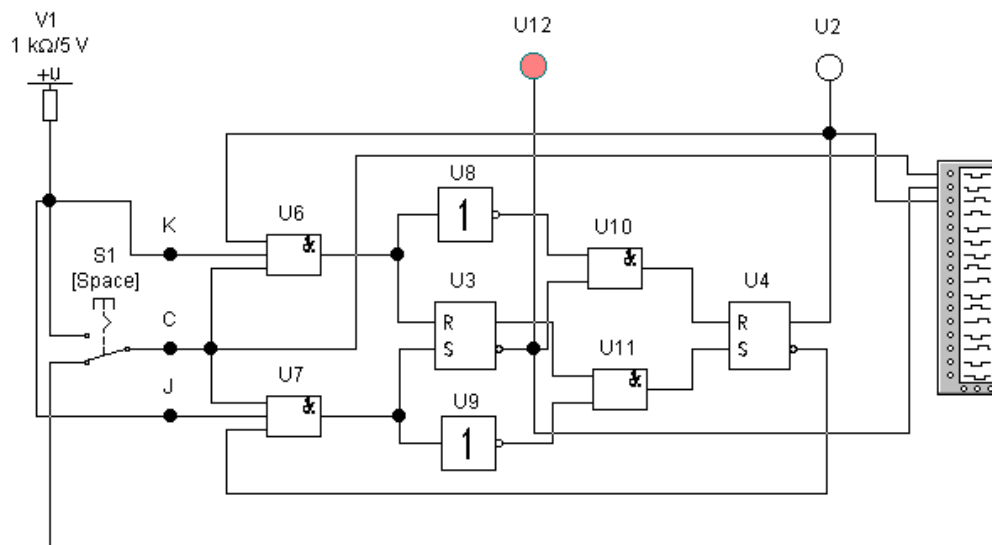 V1
1 kΩ/5 V
+U
U12
U2
K
S1
[Space]
C
J
U6
&
U7
&
U8
1
U3
R
S
U9
1
U10
&
U11
&
U4
R
S